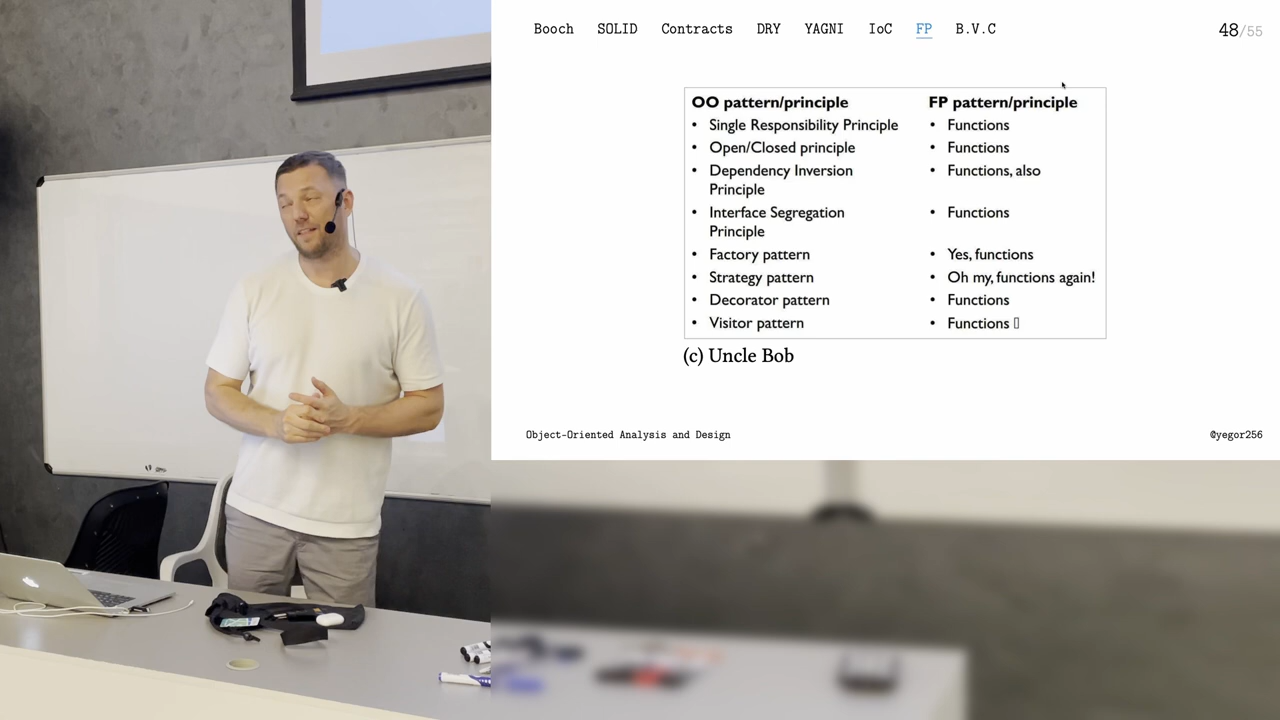 Booch SOLID Contracts DRY YAGNI IoC FP B.V.C 48/55
OO pattern/principle FP pattern/principle
• Single Responsibility Principle • Functions
• Open/Closed principle • Functions
• Dependency Inversion • Functions, also
Principle
• Interface Segregation • Functions
Principle
• Factory pattern • Yes, functions
• Strategy pattern • Oh my, functions again!
• Decorator pattern • Functions
• Visitor pattern • Functions ▯
(c) Uncle Bob
Object-Oriented Analysis and Design @yegor256